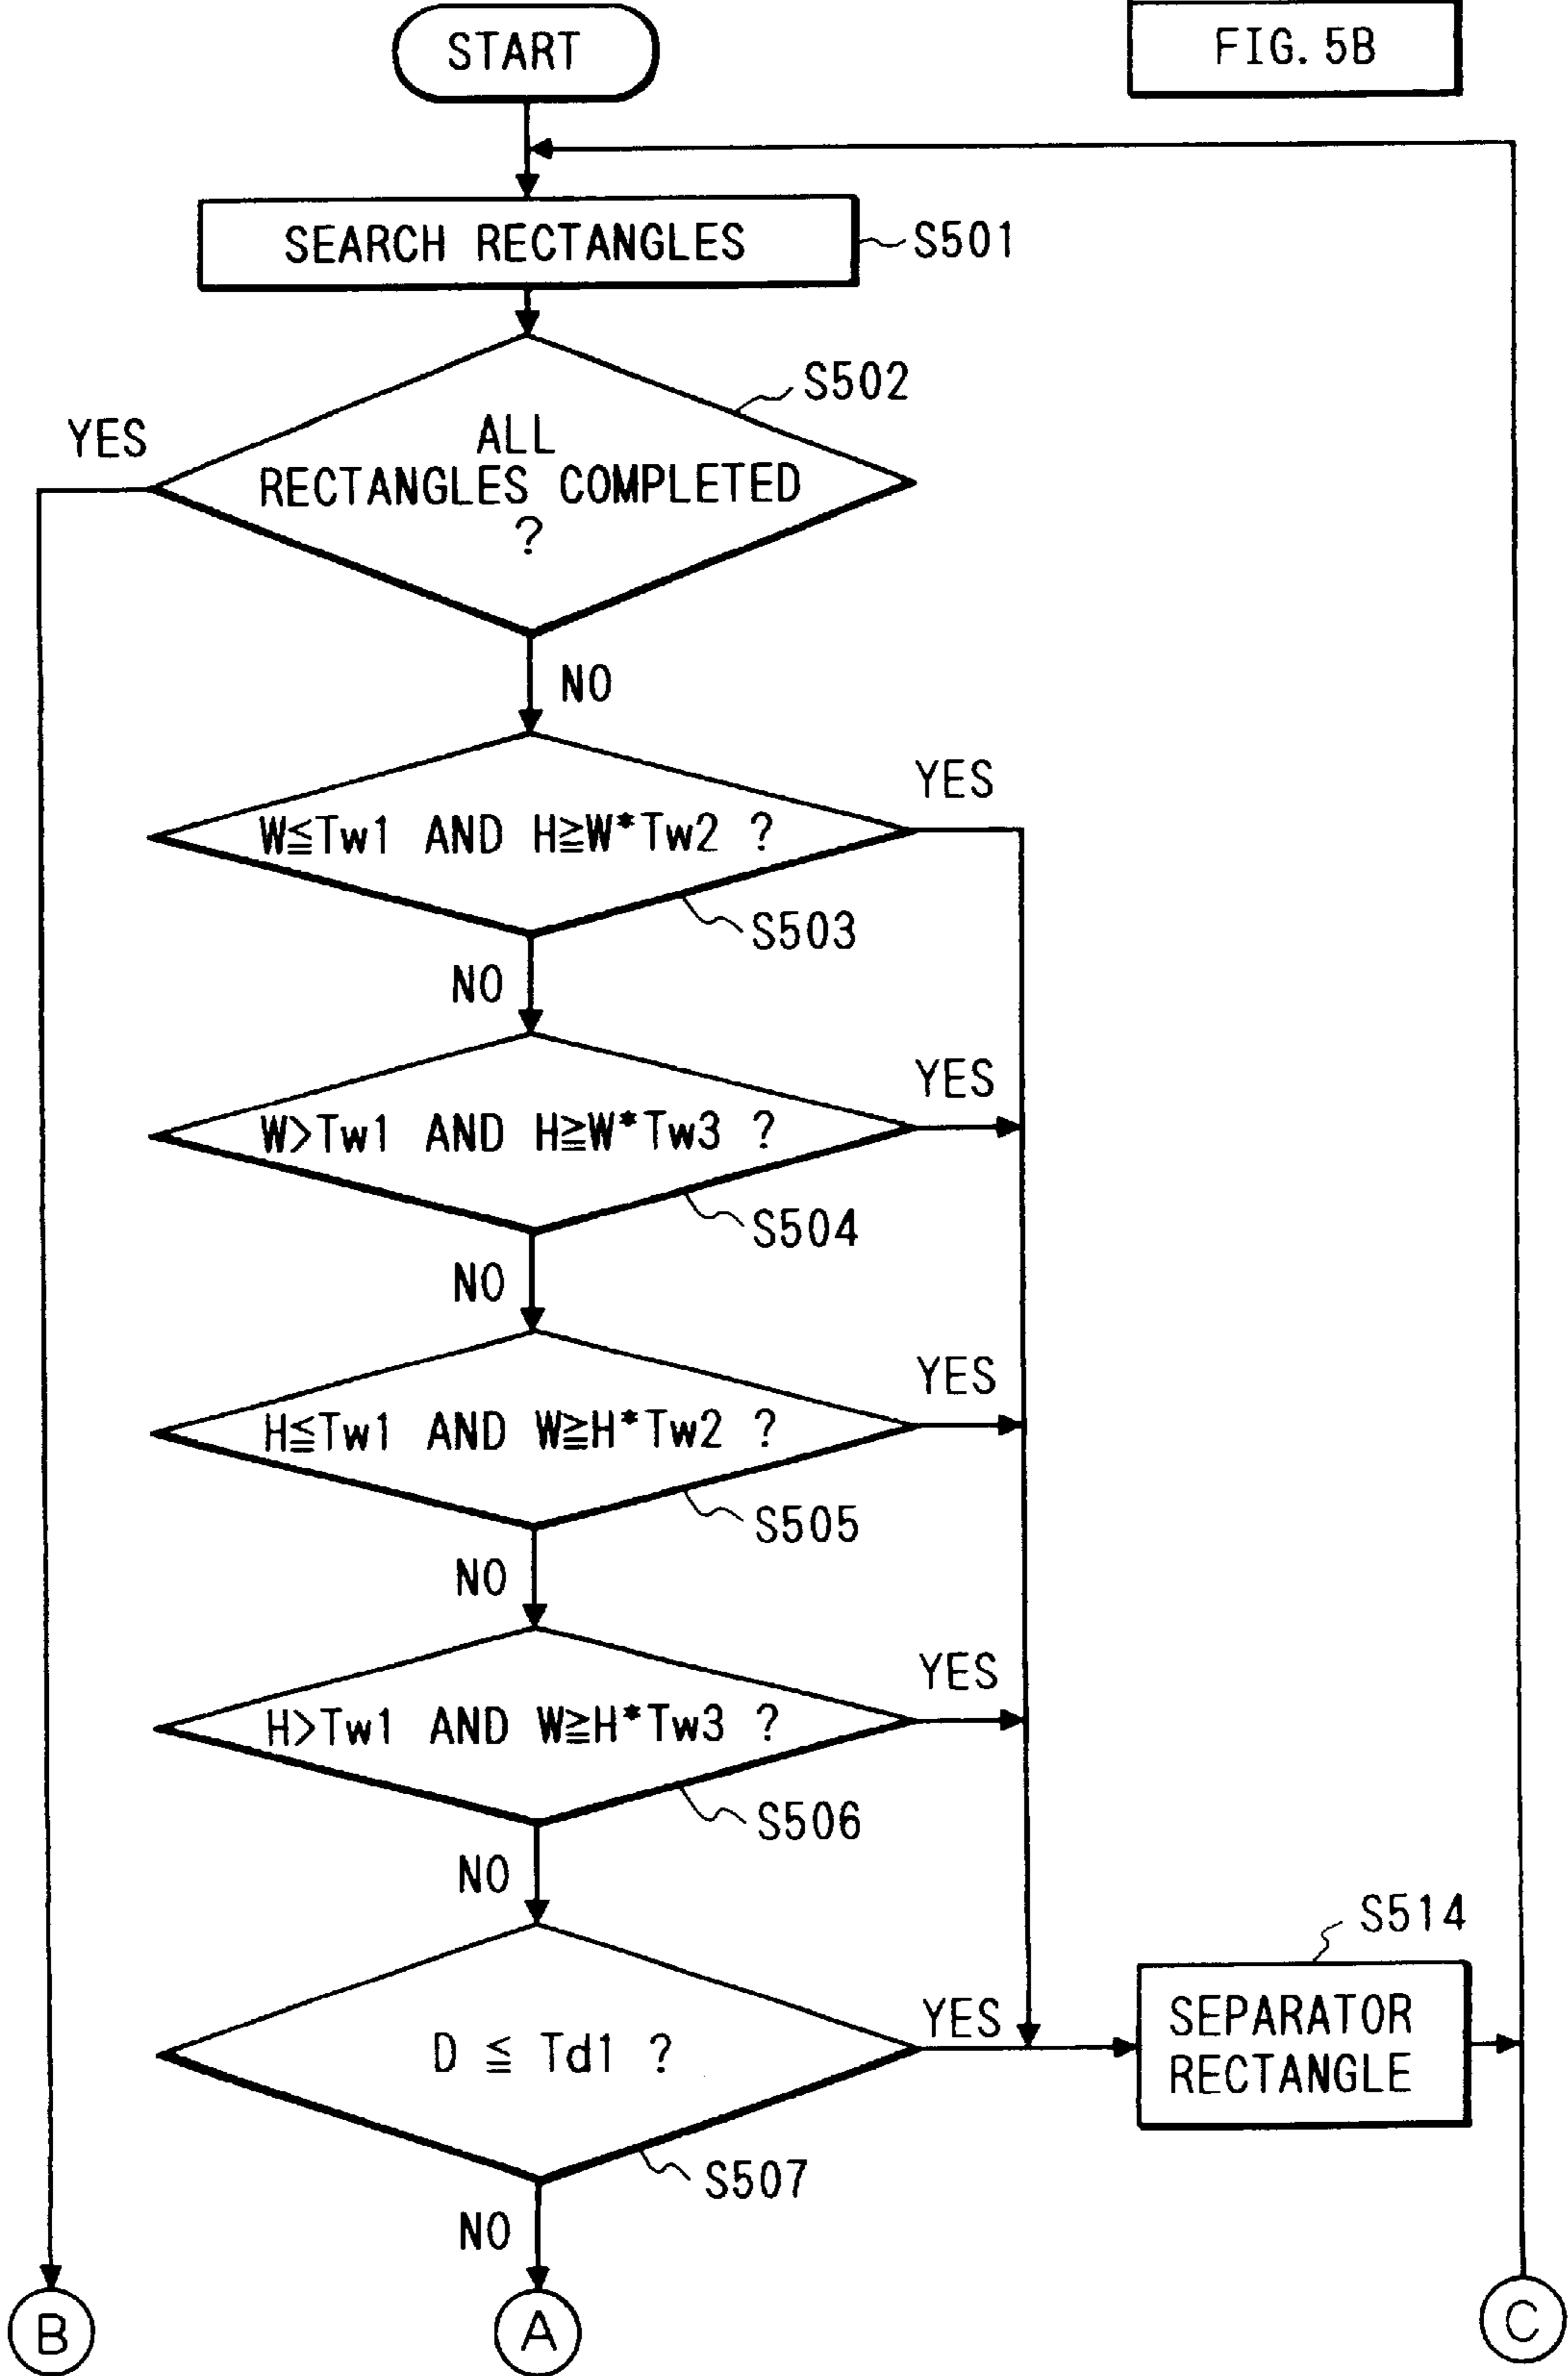 START
FIG. 5B
SEARCH RECTANGLES
S501
S502
YES
ALL
RECTANGLES COMPLETED
?
NO
YES
W≦Tw1 AND H≧W*Tw2 ?
S503
NO
YES
W>Tw1 AND H≧W*Tw3 ?
S504
NO
YES
H≦Tw1 AND W≧H*Tw2 ?
S505
NO
YES
H>Tw1 AND W≧H*Tw3 ?
S506
NO
S514
YES
SEPARATOR
RECTANGLE
D ≦ Td1 ?
S507
NO
B
A
C